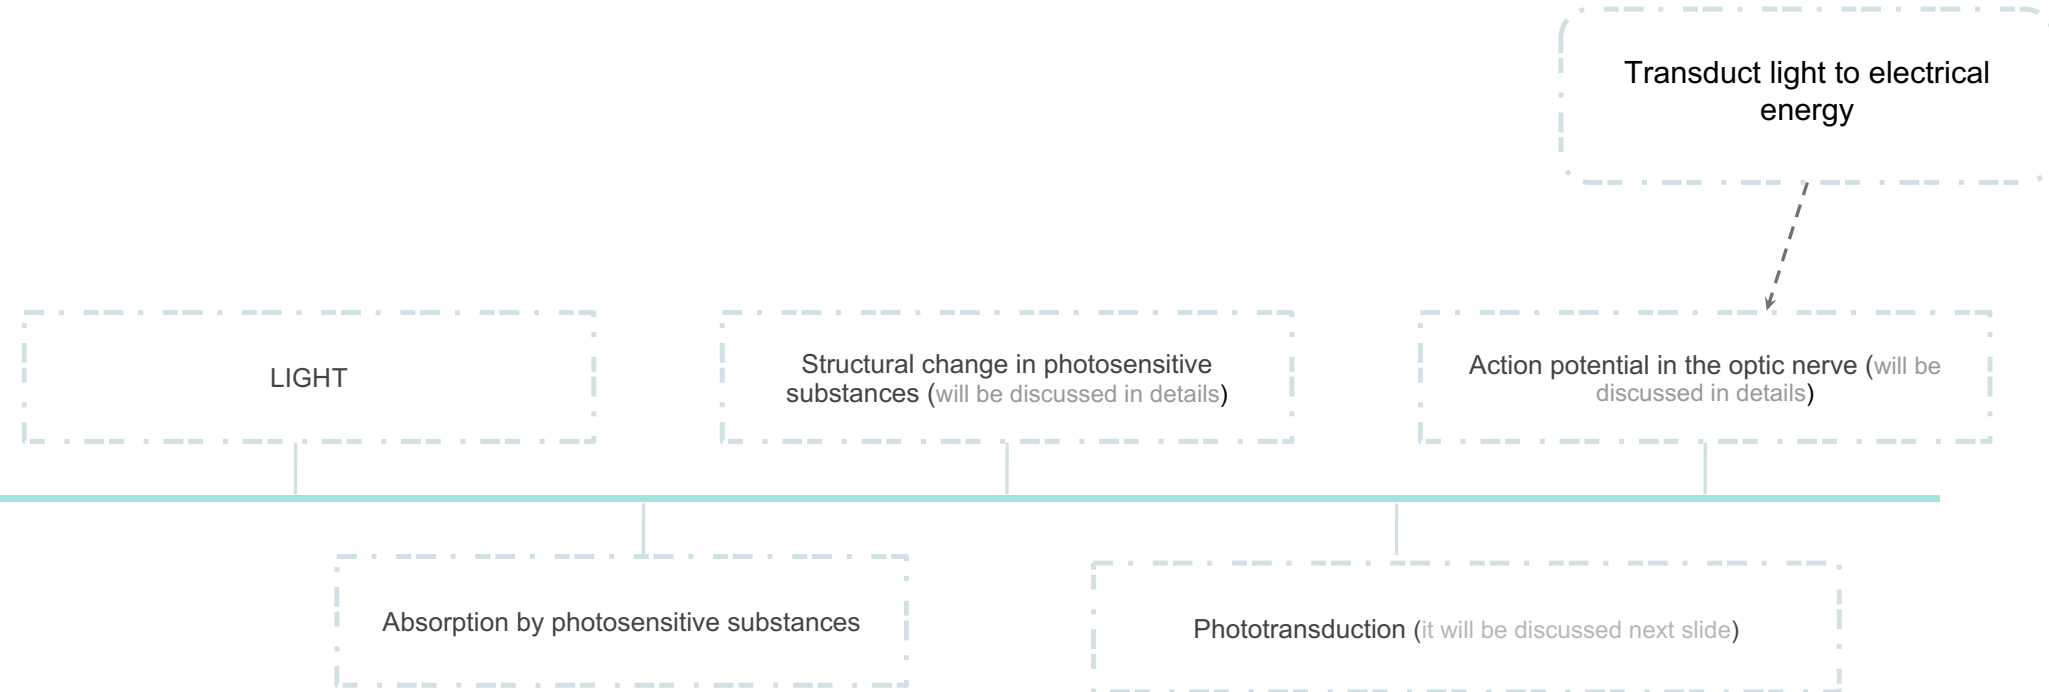 Transduct light to electrical
energy
LIGHT
Structural change in photosensitive
substances (will be discussed in details)
Action potential in the optic nerve (will be
discussed in details)
Absorption by photosensitive substances
Phototransduction (it will be discussed next slide)